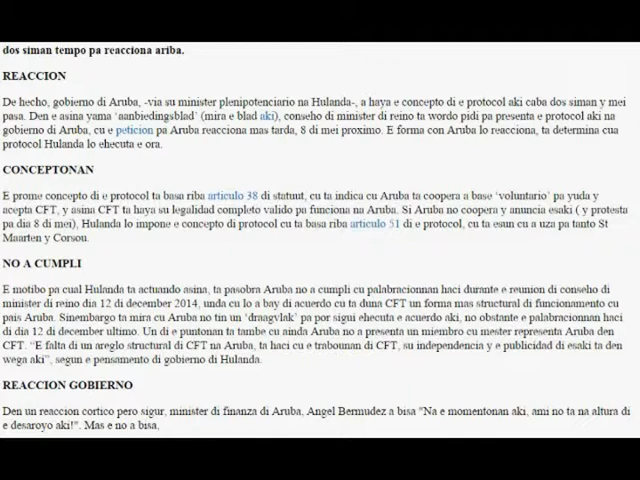 dos siman tempo pa reacciona ariba.
REACCION
De hecho, gobierno di Aruba, -via su minister plenipotenciario na Hulanda-, a haya e concepto di e protocol aki caba dos siman y mei
pasa. Den e asina yama ‘aanbiedingsblad’ (mira e blad aki), conseho di minister di reino ta wordo pidi pa presenta e protocol aki na
gobierno di Aruba, cu e peticion pa Aruba reacciona mas tarda, 8 di mei proximo. E forma con Aruba lo reacciona, ta determina cua
protocol Hulanda lo ehecuta e ora.
CONCEPTONAN
E prome concepto di e protocol ta basa riba articulo 38 di statuut, cu ta indica cu Aruba ta coopera a base ‘voluntario’ pa yuda y
acepta CFT, y asina CFT ta haya su legalidad completo valido pa funciona na Aruba. Si Aruba no coopera y anuncia esaki ( y protesta
pa dia 8 di mei), Hulanda lo impone e concepto di protocol cu ta basa riba articulo 51 di e protocol, cu ta esun cu a uza pa tanto St
Maarten y Corsou.
NO A CUMPLI
E motibo pa cual Hulanda ta actuando asina, ta pasobra Aruba no a cumpli cu palabracionnan haci durante e reunion di conseho di
minister di reino dia 12 di december 2014, unda cu lo a bay di acuerdo cu ta duna CFT un forma mas structural di funcionamento cu
pais Aruba. Sinembargo ta mira cu Aruba no tin un ‘draagvlak’ pa por sigui ehecuta e acuerdo aki, no obstante e palabracionnan haci
di dia 12 di december ultimo. Un di e puntonan ta tambe cu ainda Aruba no a presenta un miembro cu mester representa Aruba den
CFT. “E falta di un areglo structural di CFT na Aruba, ta haci cu e trabounan di CFT, su independencia y e publicidad di esaki ta den
wega aki”, segun e pensamento di gobierno di Hulanda.
REACCION GOBIERNO
Den un reaccion cortico pero sigur, minister di finanza di Aruba, Angel Bermudez a bisa "Na e momentonan aki, ami no ta na altura di
e desaroyo aki!". Mas e no a bisa.